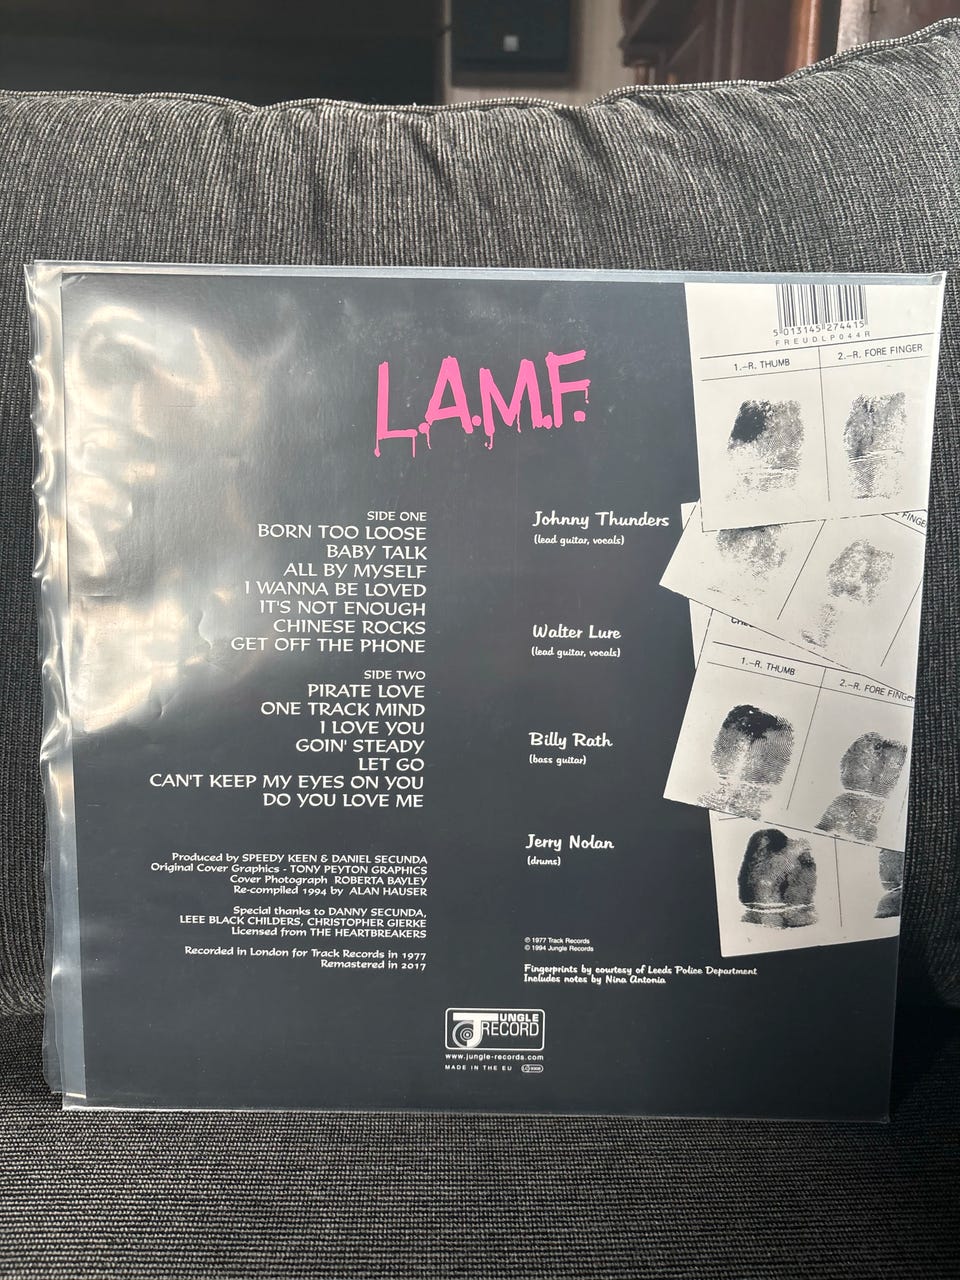 5 013145 274415
FREUDLP044R
1.-R. THUMB
2.-R. FORE FINGER
L.A.M.F.
SIDE ONE
BORN TOO LOOSE
BABY TALK
ALL BY MYSELF
I WANNA BE LOVED
IT'S NOT ENOUGH
CHINESE ROCKS
GET OFF THE PHONE
SIDE TWO
PIRATE LOVE
ONE TRACK MIND
I LOVE YOU
GOIN' STEADY
LET GO
CAN'T KEEP MY EYES ON YOU
DO YOU LOVE ME
Produced by SPEEDY KEEN & DANIEL SECUNDA
Original Cover Graphics - TONY PEYTON GRAPHICS
Cover Photograph ROBERTA BAYLEY
Re-compiled 1994 by ALAN HAUSER
Special thanks to DANNY SECUNDA,
LEEE BLACK CHILDERS, CHRISTOPHER GIERKE
Licensed from THE HEARTBREAKERS
Recorded in London for Track Records in 1977
Remastered in 2017
Johnny Thunders
(lead guitar, vocals)
Walter Lure
(lead guitar, vocals)
Billy Rath
(bass guitar)
Jerry Nolan
(drums)
FING
1.-R. THUMB
2.-R. FORE FINGER
℗ 1977 Track Records
© 1994 Jungle Records
Fingerprints by courtesy of Leeds Police Department
Includes notes by Nina Antonia
JUNGLE
RECORD
www.jungle-records.com
MADE IN THE EU